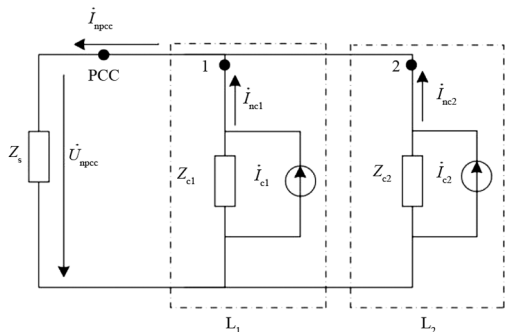 İnpcc
PCC
1
2
İnc1
İnc2
Zs
U̇npcc
Zc1
İc1
Zc2
İc2
L1
L2